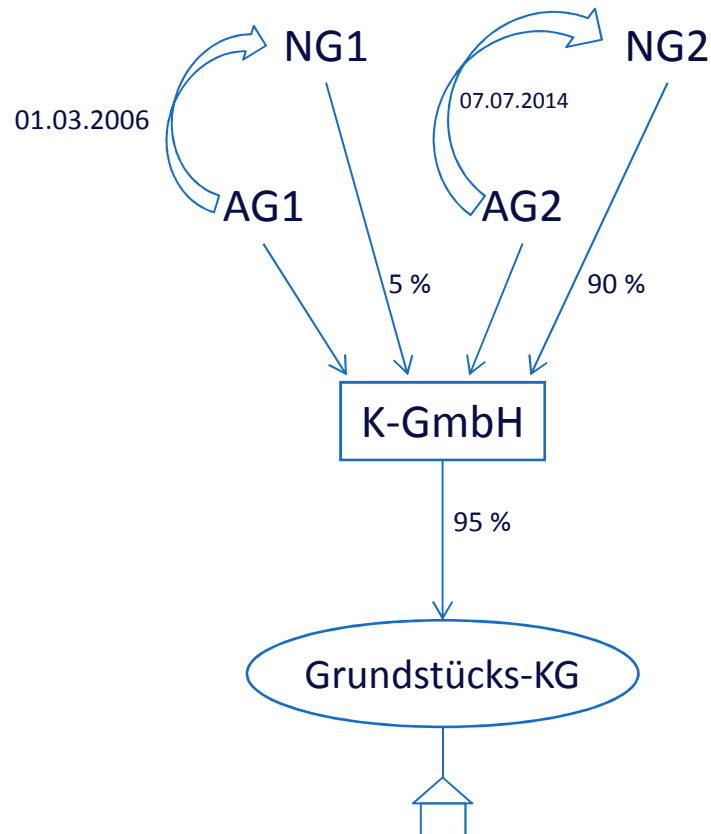 NG1
NG2
07.07.2014
01.03.2006
AG1
AG2
5 %
90 %
K-GmbH
95 %
Grundstücks-KG